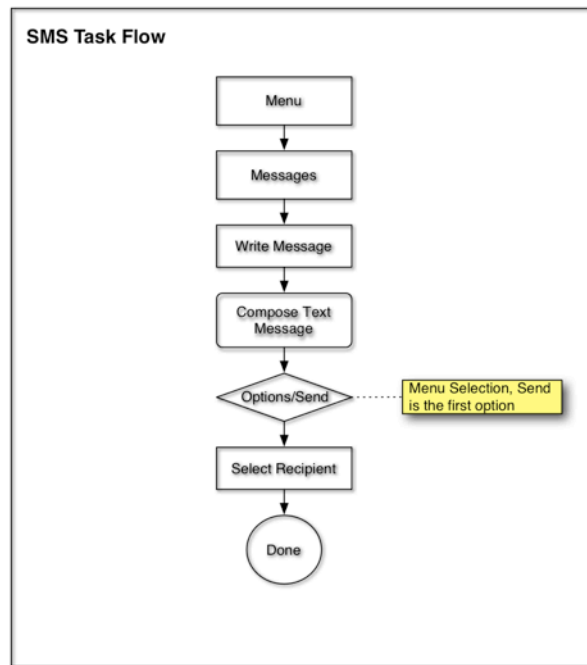 SMS Task Flow
Menu
Messages
Write Message
Compose Text
Message
Options/Send
Menu Selection, Send
is the first option
Select Recipient
Done